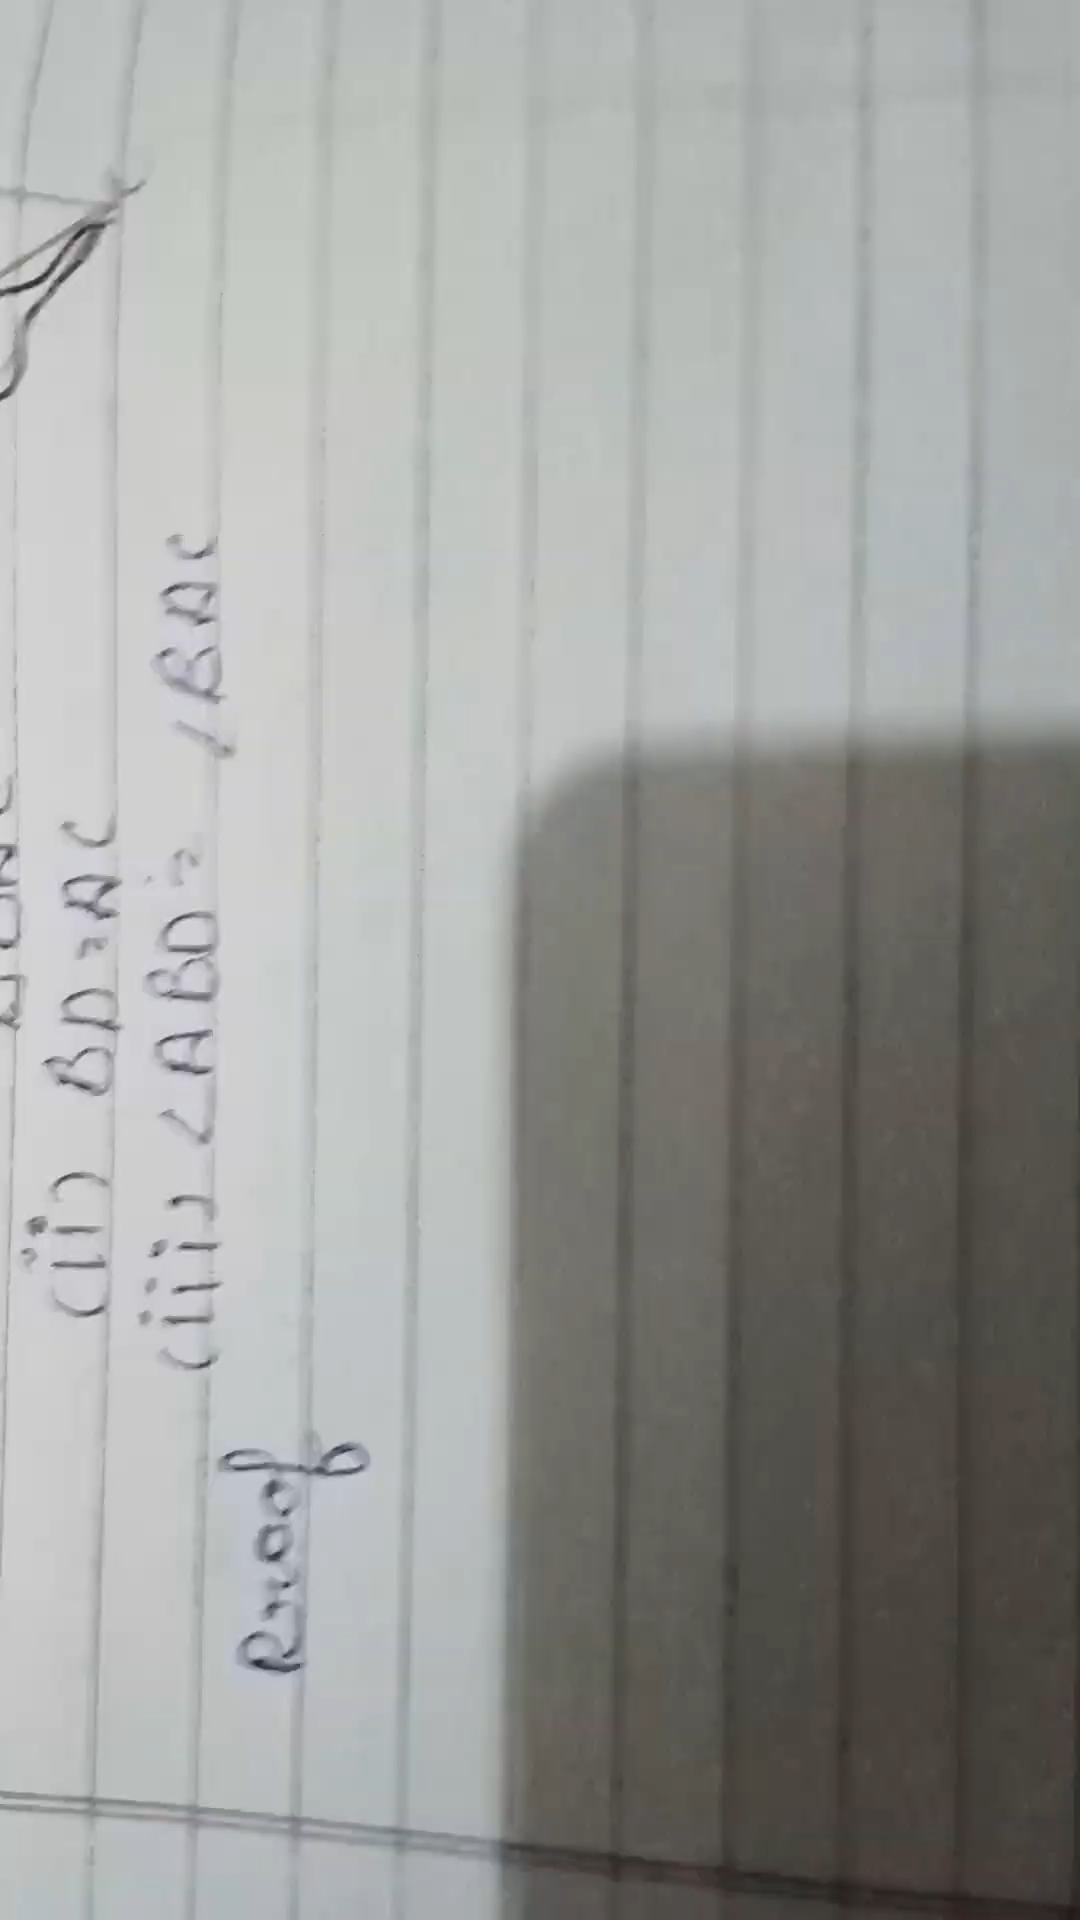 (ii) BD=AC
(iii) <ABD = <BAC
Proof